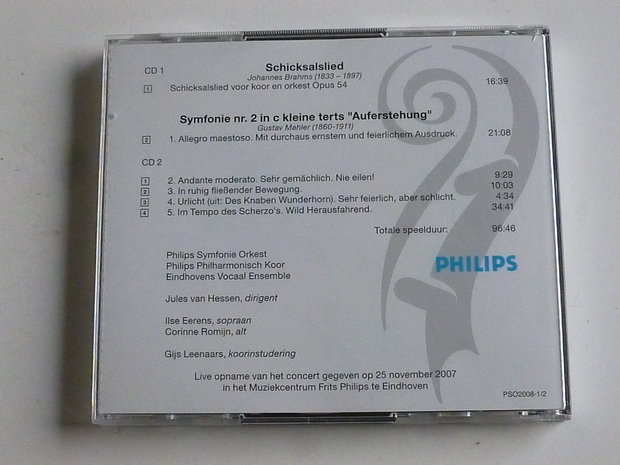 CD 1
Schicksalslied
Johannes Brahms (1833 – 1897)
1 Schicksalslied voor koor en orkest Opus 54 16:39
Symfonie nr. 2 in c kleine terts "Auferstehung"
Gustav Mahler (1860-1911)
2 1. Allegro maestoso. Mit durchaus ernstem und feierlichem Ausdruck. 21:08
CD 2
1 2. Andante moderato. Sehr gemächlich. Nie eilen! 9:29
2 3. In ruhig fließender Bewegung. 10:03
3 4. Urlicht (uit: Des Knaben Wunderhorn). Sehr feierlich, aber schlicht. 4:34
4 5. Im Tempo des Scherzo's. Wild Herausfahrend. 34:41
Totale speelduur: 96:46
Philips Symfonie Orkest
Philips Philharmonisch Koor
Eindhovens Vocaal Ensemble
PHILIPS
Jules van Hessen, dirigent
Ilse Eerens, sopraan
Corinne Romijn, alt
Gijs Leenaars, koorinstudering
Live opname van het concert gegeven op 25 november 2007
in het Muziekcentrum Frits Philips te Eindhoven
PSO2008-1/2